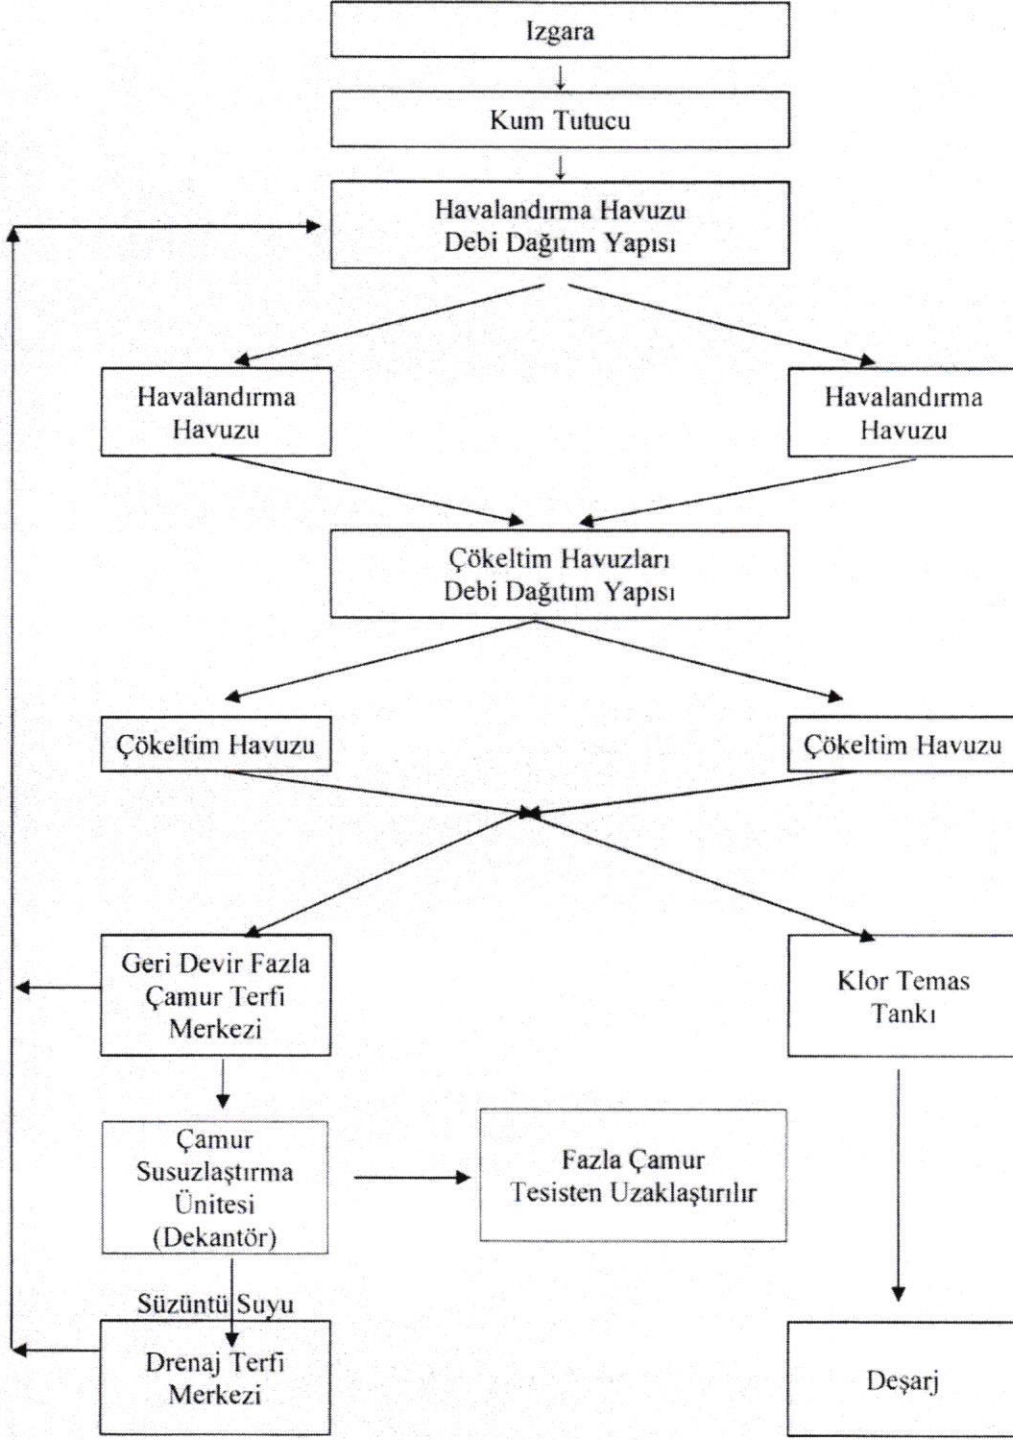 Izgara
Kum Tutucu
Havalandırma Havuzu
Debi Dağıtım Yapısı
Havalandırma
Havuzu
Havalandırma
Havuzu
Çökeltim Havuzları
Debi Dağıtım Yapısı
Çökeltim Havuzu
Çökeltim Havuzu
Geri Devir Fazla
Çamur Terfi
Merkezi
Klor Temas
Tankı
Çamur
Susuzlaştırma
Ünitesi
(Dekantör)
Fazla Çamur
Tesisten Uzaklaştırılır
Süzüntü Suyu
Drenaj Terfi
Merkezi
Deşarj